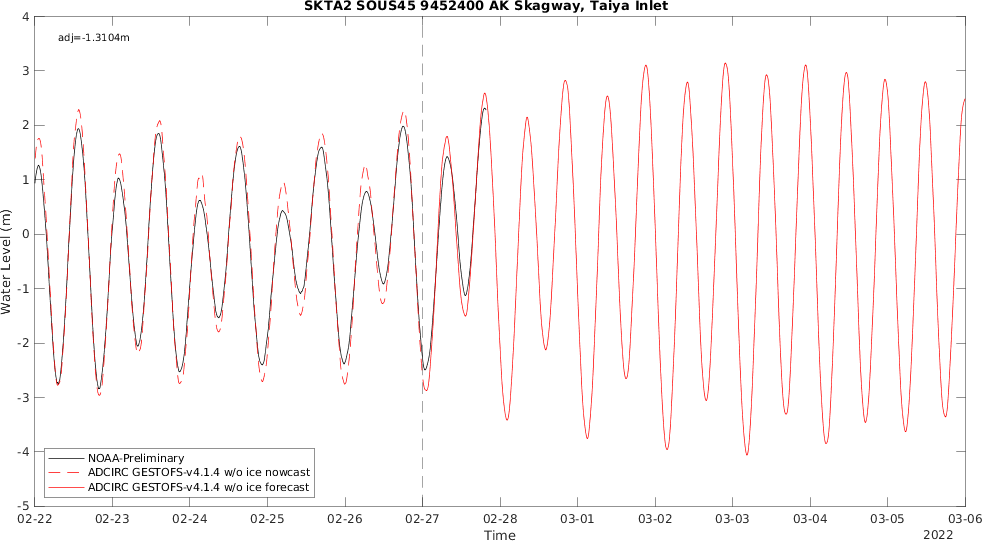 SKTA2 SOUS45 9452400 AK Skagway, Taiya Inlet
adj=-1.3104m
Water Level (m)
4
3
2
1
0
-1
-2
-3
-4
-5
NOAA-Preliminary
ADCIRC GESTOFS-v4.1.4 w/o ice nowcast
ADCIRC GESTOFS-v4.1.4 w/o ice forecast
02-22 02-23 02-24 02-25 02-26 02-27 02-28 03-01 03-02 03-03 03-04 03-05 03-06
Time
2022